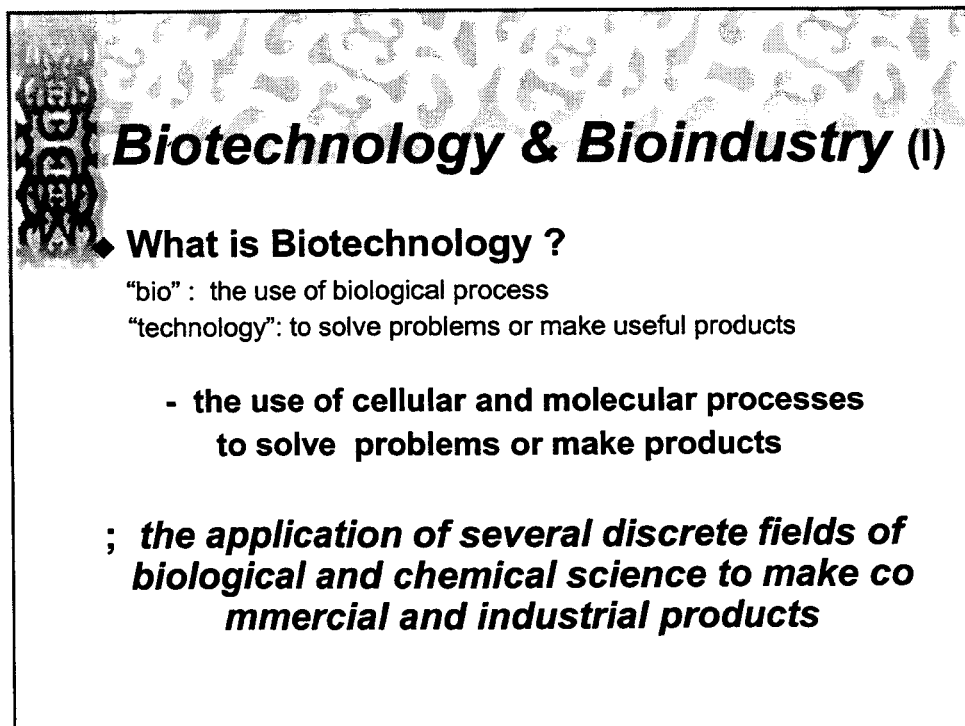 Biotechnology & Bioindustry (I)
◆ What is Biotechnology ?
“bio” : the use of biological process
“technology”: to solve problems or make useful products
- the use of cellular and molecular processes
to solve problems or make products
; the application of several discrete fields of
biological and chemical science to make co
mmercial and industrial products